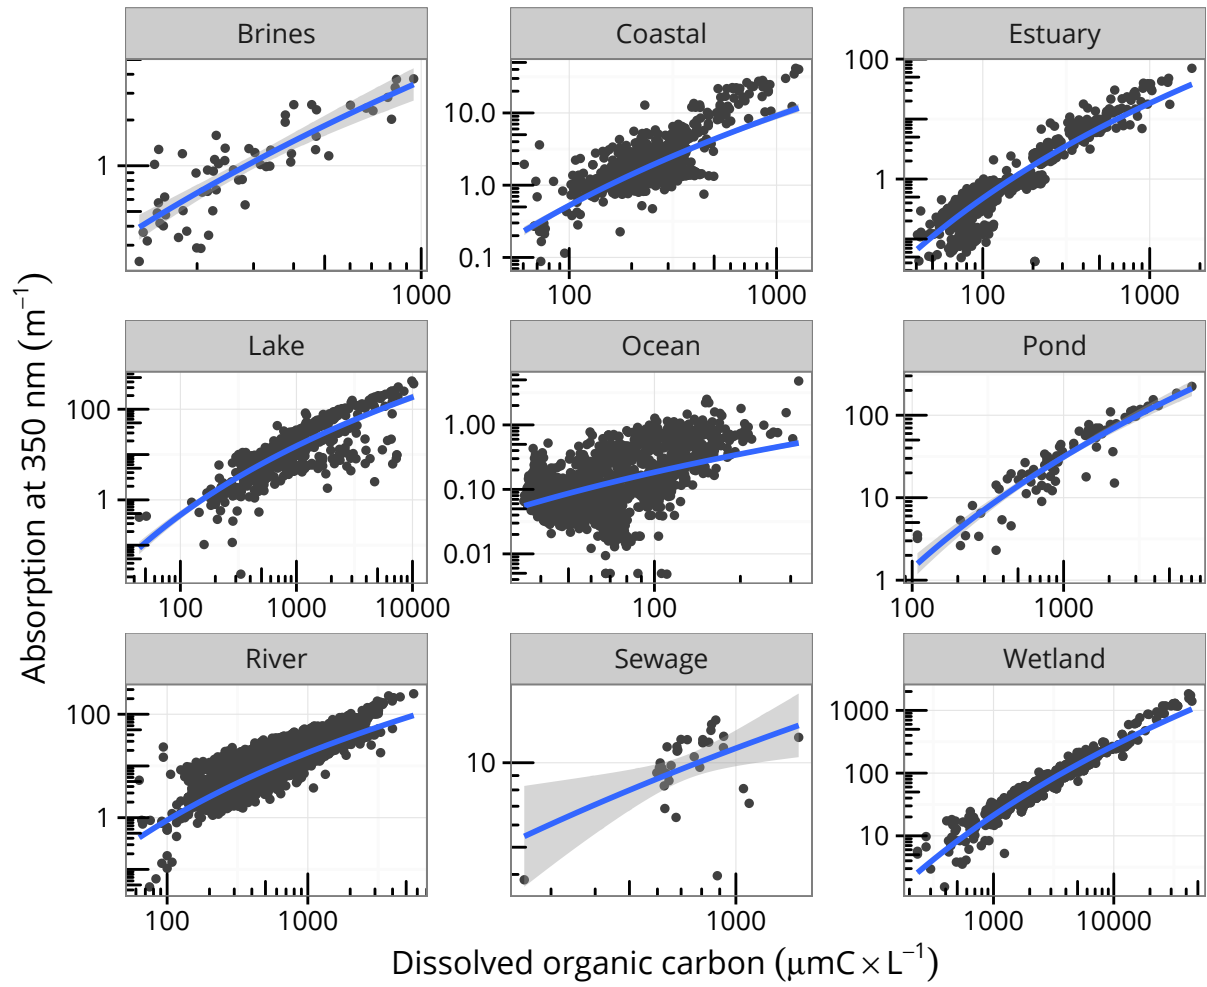 Brines Coastal Estuary
1 10.0 1.0 0.1 100 1
1000 100 1000 100 1000
Lake Ocean Pond
100 1 1.00 0.10 0.01 100 10 1
100 1000 10000 100 100 1000
River Sewage Wetland
100 1 10 1000 100 10
100 1000 1000 1000 10000
Absorption at 350 nm (m⁻¹)
Dissolved organic carbon (μmC × L⁻¹)